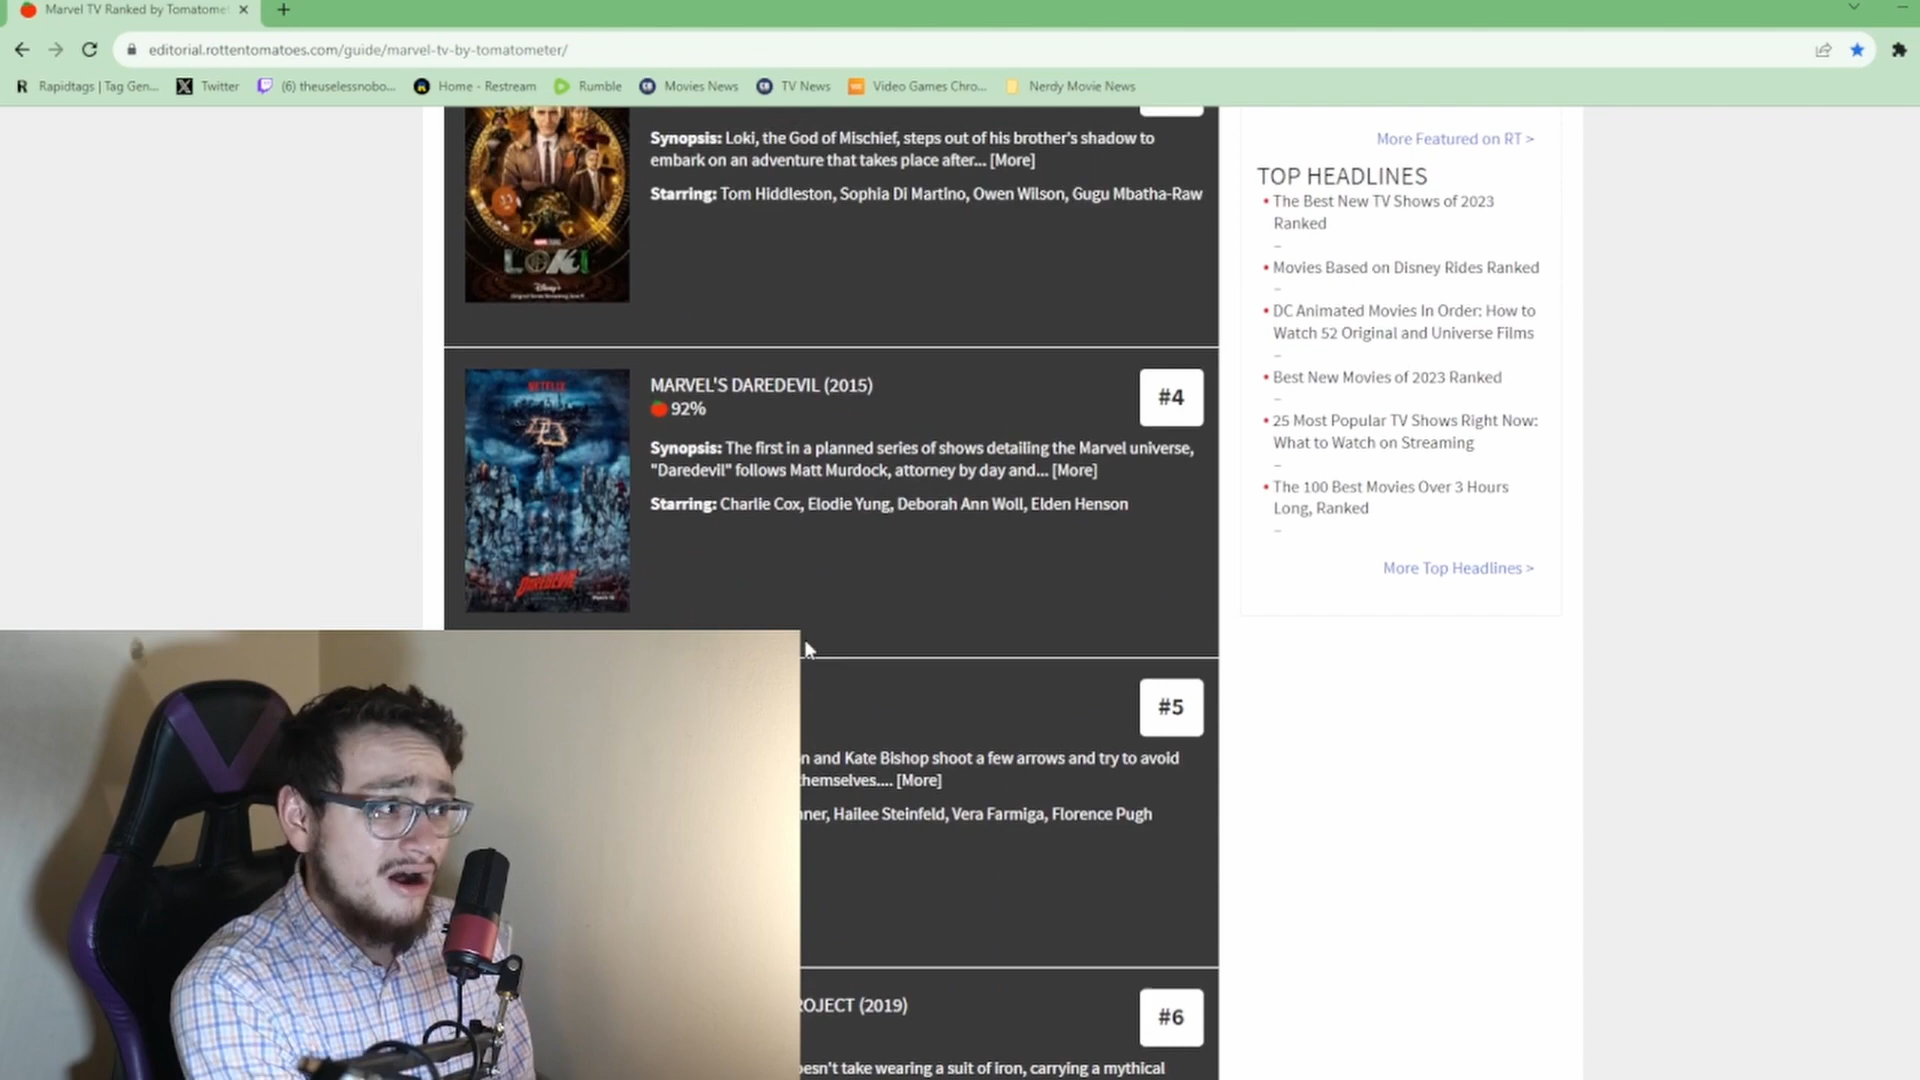 Marvel TV Ranked by Tomatome
editorial.rottentomatoes.com/guide/marvel-tv-by-tomatometer/
R Rapidtags | Tag Gen... Twitter (6) theuselessnobo... Home - Restream Rumble Movies News TV News Video Games Chro... Nerdy Movie News
Synopsis: Loki, the God of Mischief, steps out of his brother's shadow to
embark on an adventure that takes place after... [More]
Starring: Tom Hiddleston, Sophia Di Martino, Owen Wilson, Gugu Mbatha-Raw
LOKI
Disney+
NETFLIX
DAREDEVIL
MARVEL'S DAREDEVIL (2015)
#4
92%
Synopsis: The first in a planned series of shows detailing the Marvel universe,
"Daredevil" follows Matt Murdock, attorney by day and... [More]
Starring: Charlie Cox, Elodie Yung, Deborah Ann Woll, Elden Henson
#5
n and Kate Bishop shoot a few arrows and try to avoid
hemselves.... [More]
nner, Hailee Steinfeld, Vera Farmiga, Florence Pugh
ROJECT (2019)
#6
esn't take wearing a suit of iron, carrying a mythical
More Featured on RT >
TOP HEADLINES
• The Best New TV Shows of 2023
Ranked
–
• Movies Based on Disney Rides Ranked
–
• DC Animated Movies In Order: How to
Watch 52 Original and Universe Films
–
• Best New Movies of 2023 Ranked
–
• 25 Most Popular TV Shows Right Now:
What to Watch on Streaming
–
• The 100 Best Movies Over 3 Hours
Long, Ranked
–
More Top Headlines >